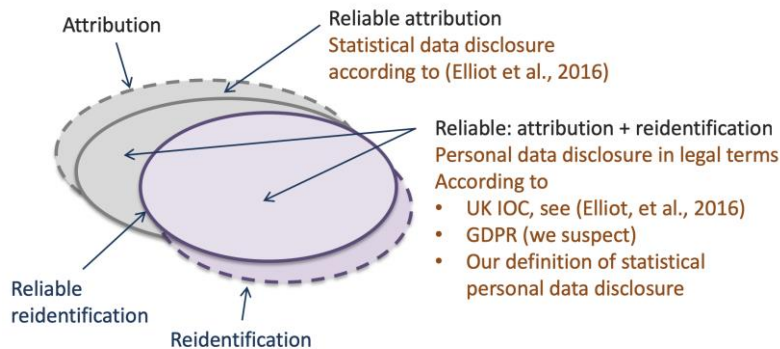 Attribution
Reliable attribution
Statistical data disclosure
according to (Elliot et al., 2016)
Reliable: attribution + reidentification
Personal data disclosure in legal terms
According to
• UK IOC, see (Elliot, et al., 2016)
• GDPR (we suspect)
• Our definition of statistical
personal data disclosure
Reliable
reidentification
Reidentification